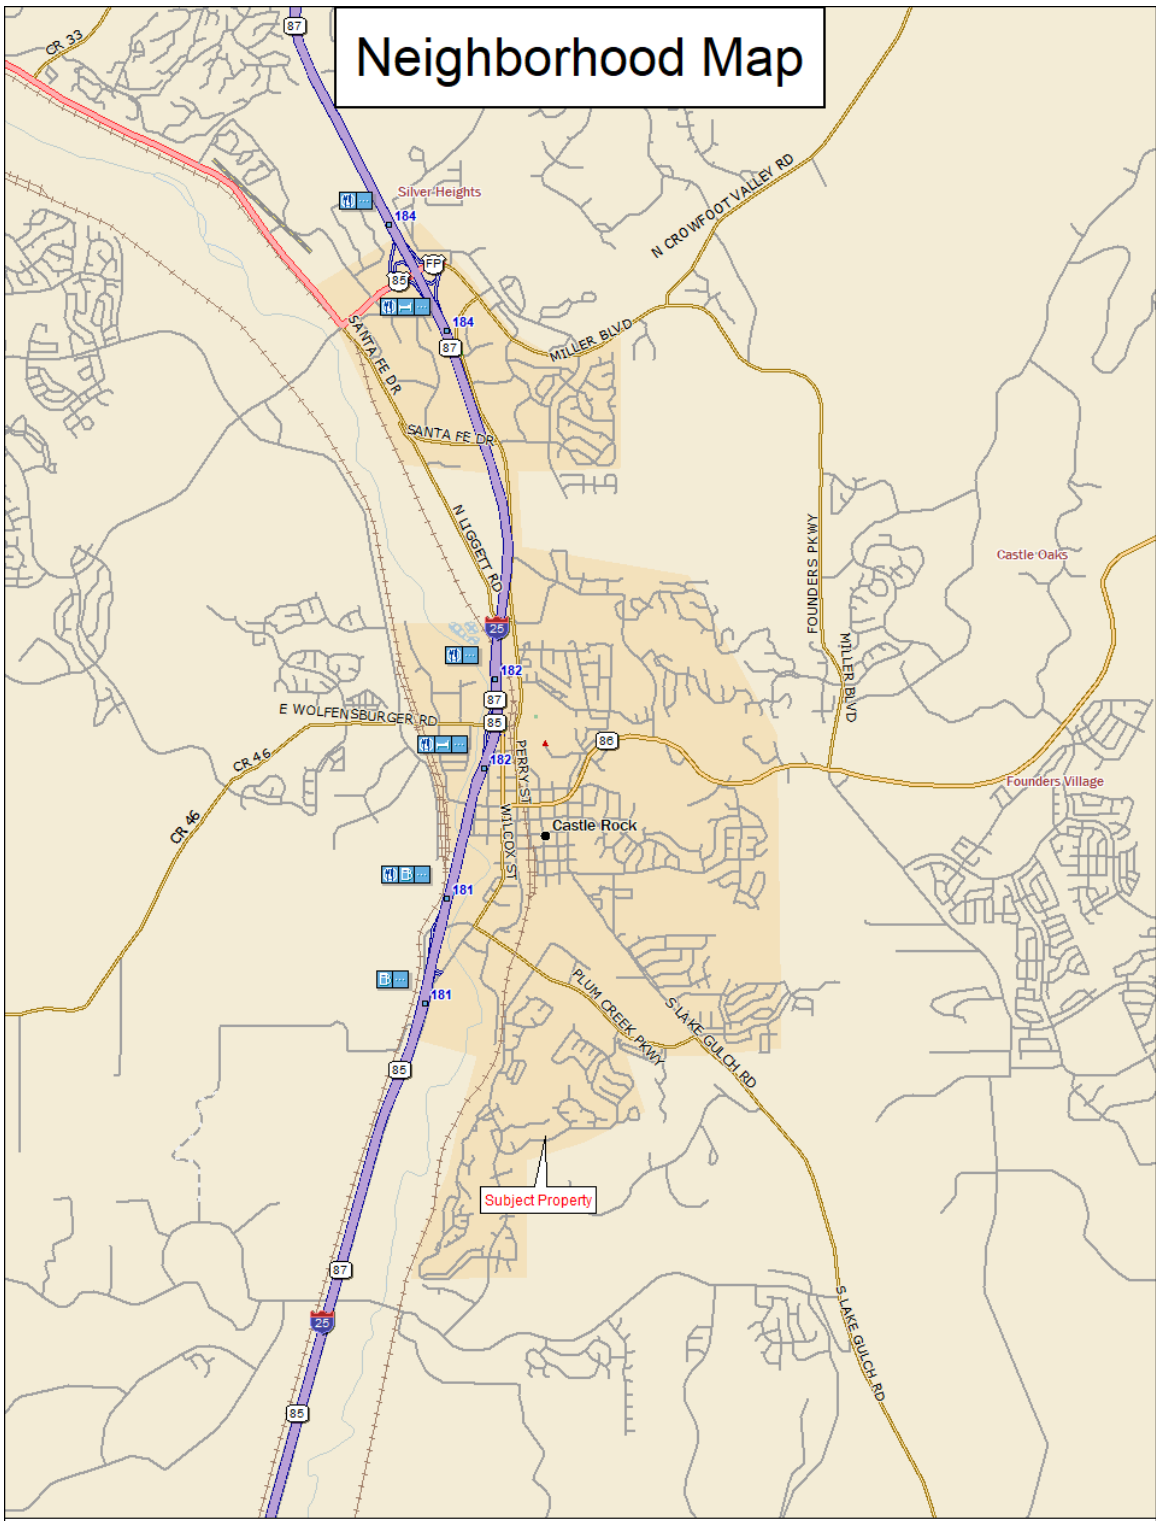 87
Neighborhood Map
CR 33
N CROWFOOT VALLEY RD
Silver Heights
184
FP
85
184
SANTA FE DR
MILLER BLVD
87
SANTA FE DR
N LIGGETT RD
FOUNDERS PKWY
Castle Oaks
25
182
MILLER BLVD
87
E WOLFENSBURGER RD
85
PERRY ST
86
CR 46
182
Founders Village
WILCOX ST
CR 46
Castle Rock
181
PLUM CREEK PKWY
181
S LAKE GULCH RD
85
Subject Property
87
25
S LAKE GULCH RD
85